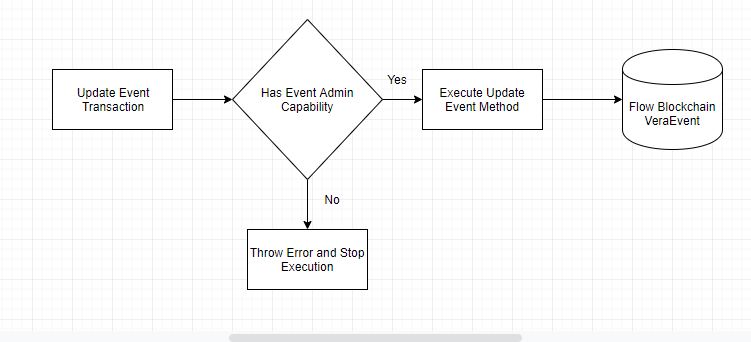 Update Event
Transaction
Has Event Admin
Capability
Yes
Execute Update
Event Method
Flow Blockchain
VeraEvent
No
Throw Error and Stop
Execution